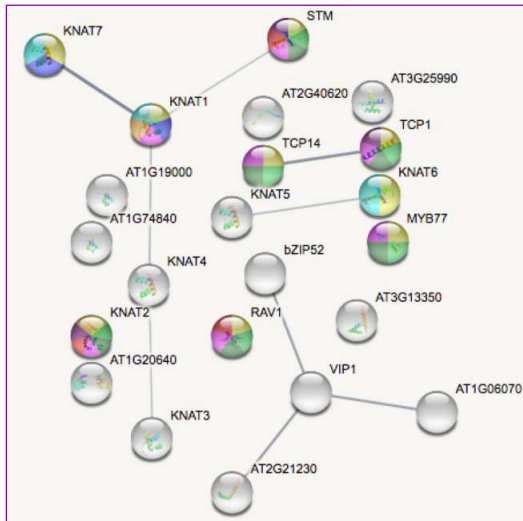 STM
KNAT7
KNAT1
AT2G40620
AT3G25990
TCP1
TCP14
AT1G19000
KNAT5
KNAT6
AT1G74840
MYB77
bZIP52
KNAT4
AT3G13350
KNAT2
RAV1
AT1G20640
VIP1
AT1G06070
KNAT3
AT2G21230